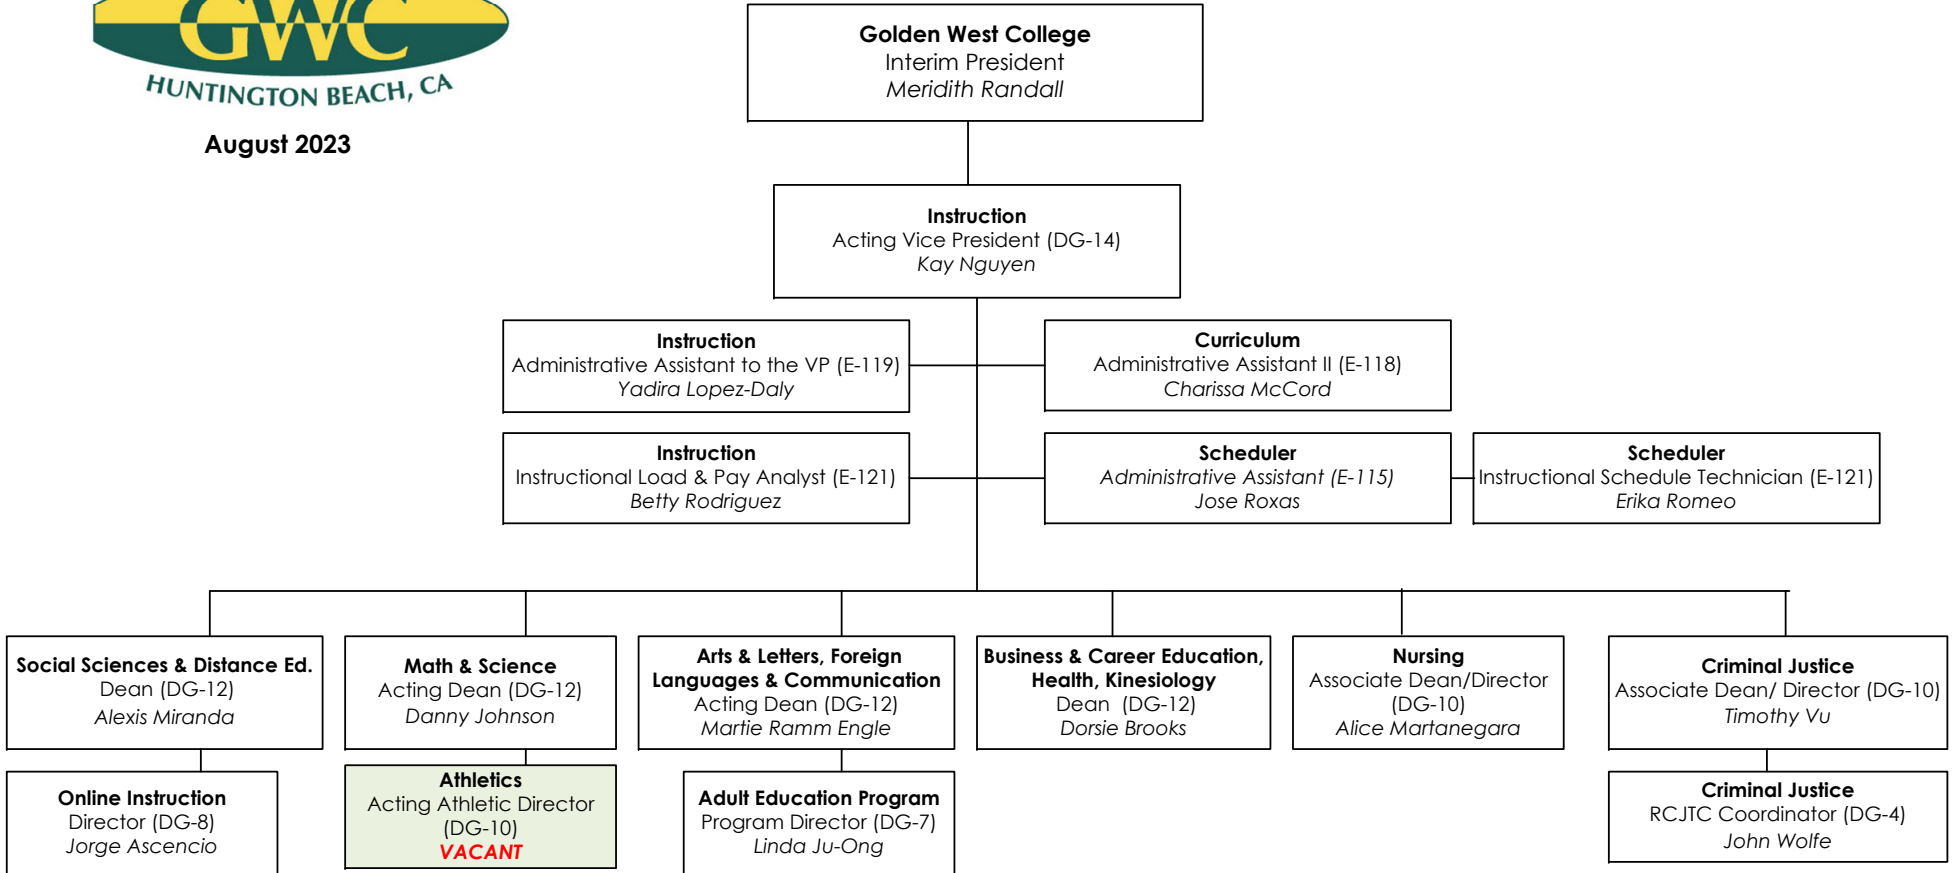 GWC
HUNTINGTON BEACH, CA
August 2023
Golden West College
Interim President
Meridith Randall
Instruction
Acting Vice President (DG-14)
Kay Nguyen
Instruction
Administrative Assistant to the VP (E-119)
Yadira Lopez-Daly
Curriculum
Administrative Assistant II (E-118)
Charissa McCord
Instruction
Instructional Load & Pay Analyst (E-121)
Betty Rodriguez
Scheduler
Administrative Assistant (E-115)
Jose Roxas
Scheduler
Instructional Schedule Technician (E-121)
Erika Romeo
Social Sciences & Distance Ed.
Dean (DG-12)
Alexis Miranda
Math & Science
Acting Dean (DG-12)
Danny Johnson
Arts & Letters, Foreign
Languages & Communication
Acting Dean (DG-12)
Martie Ramm Engle
Business & Career Education,
Health, Kinesiology
Dean (DG-12)
Dorsie Brooks
Nursing
Associate Dean/Director
(DG-10)
Alice Martanegara
Criminal Justice
Associate Dean/ Director (DG-10)
Timothy Vu
Online Instruction
Director (DG-8)
Jorge Ascencio
Athletics
Acting Athletic Director
(DG-10)
VACANT
Adult Education Program
Program Director (DG-7)
Linda Ju-Ong
Criminal Justice
RCJTC Coordinator (DG-4)
John Wolfe